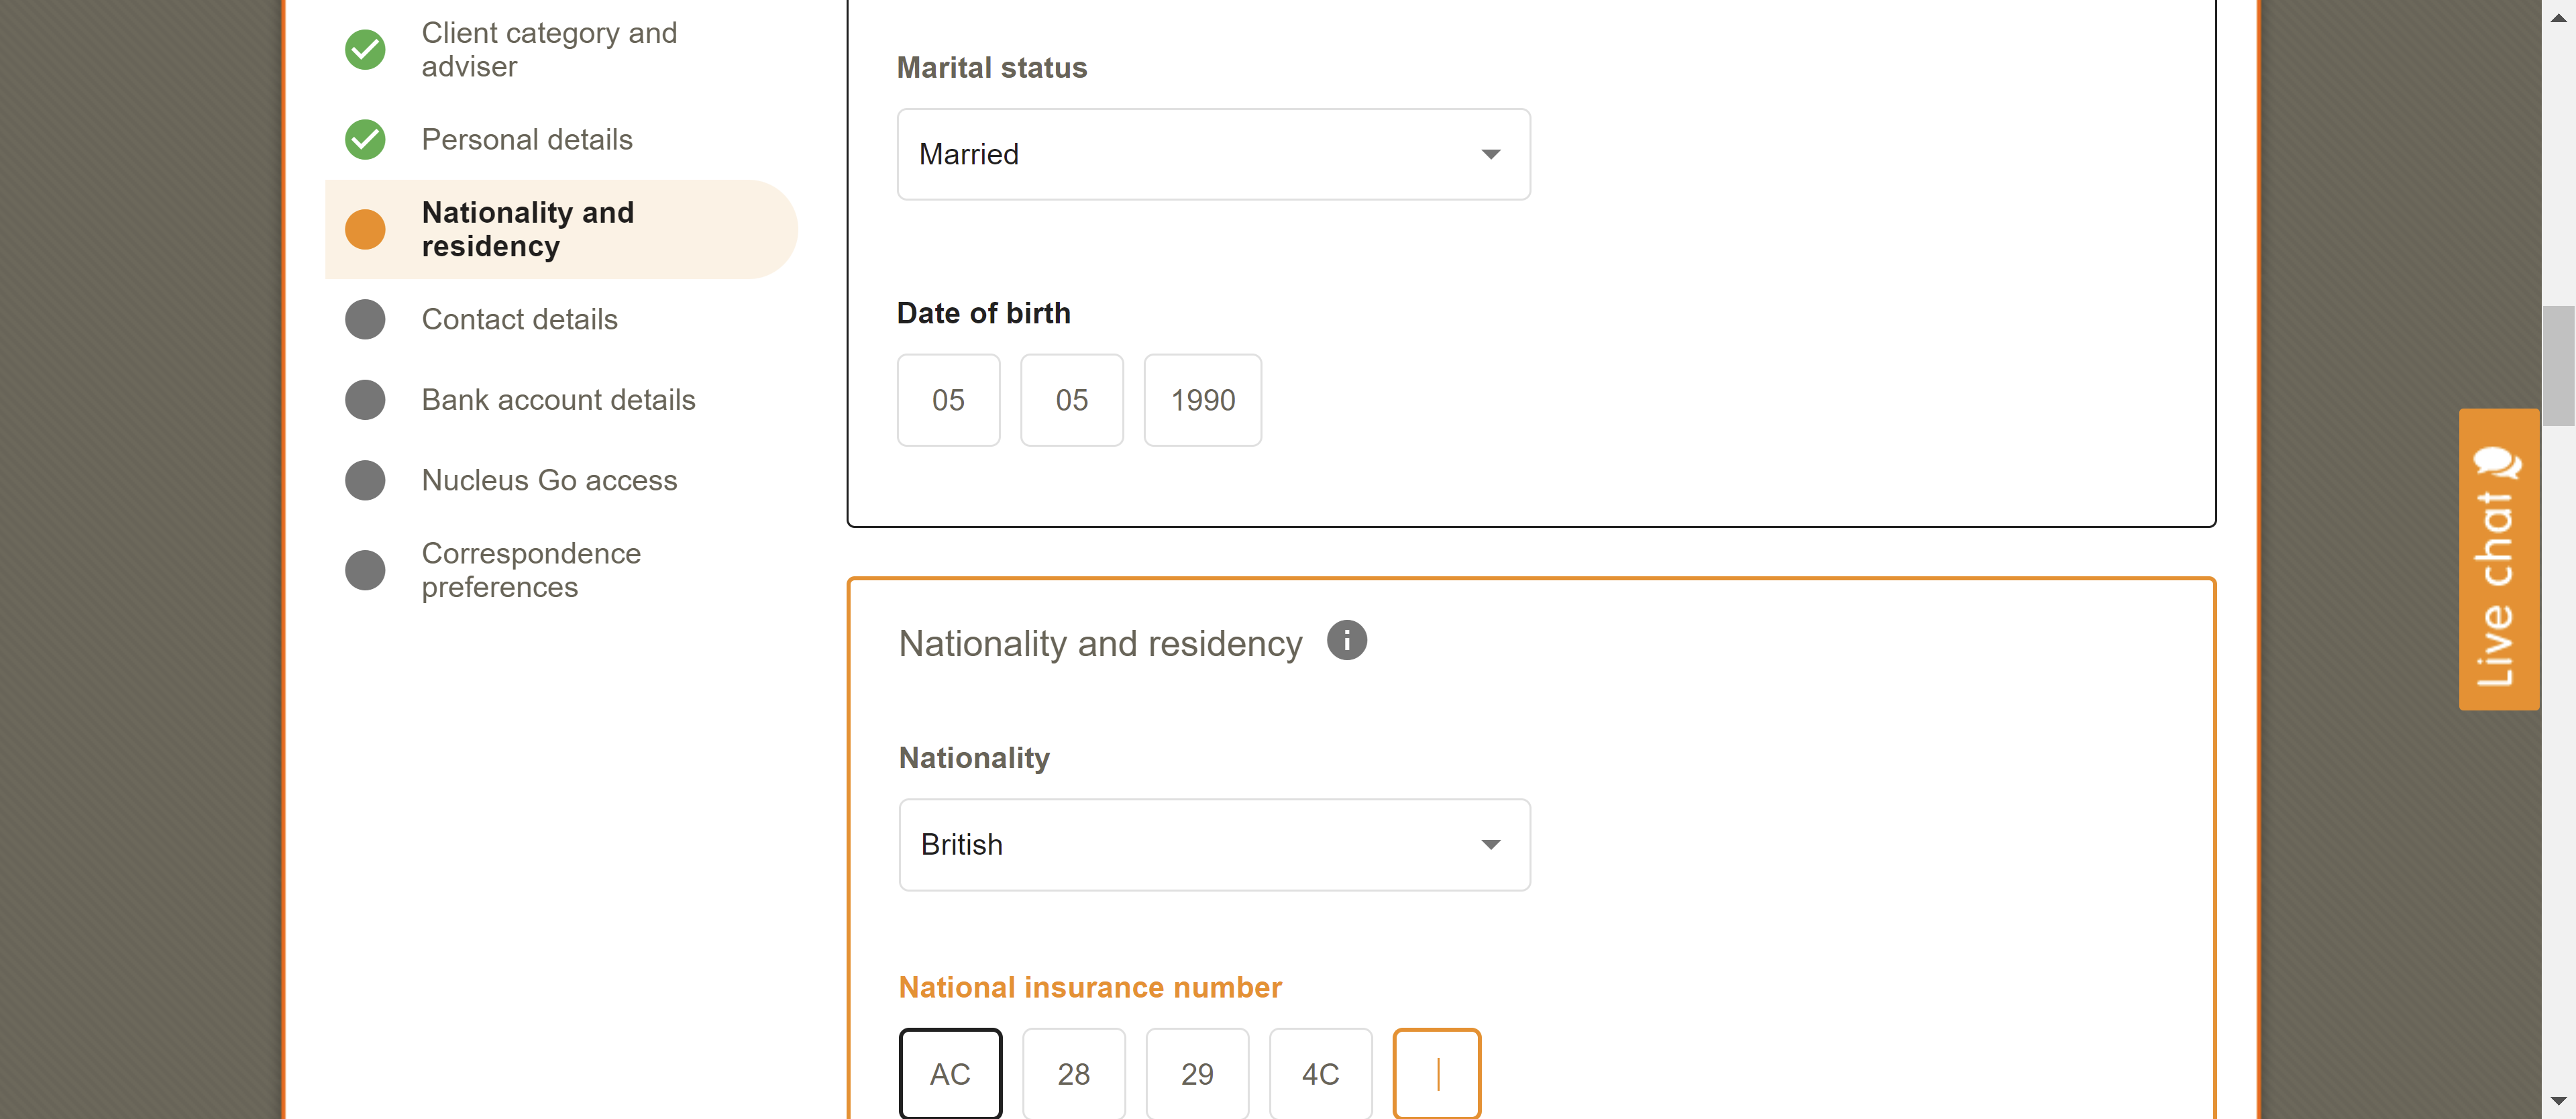 Client category and
adviser
Personal details
Nationality and
residency
Contact details
Bank account details
Nucleus Go access
Correspondence
preferences
Marital status
Married
Date of birth
05 05 1990
Nationality and residency i
Nationality
British
National insurance number
AC 28 29 4C
Live chat